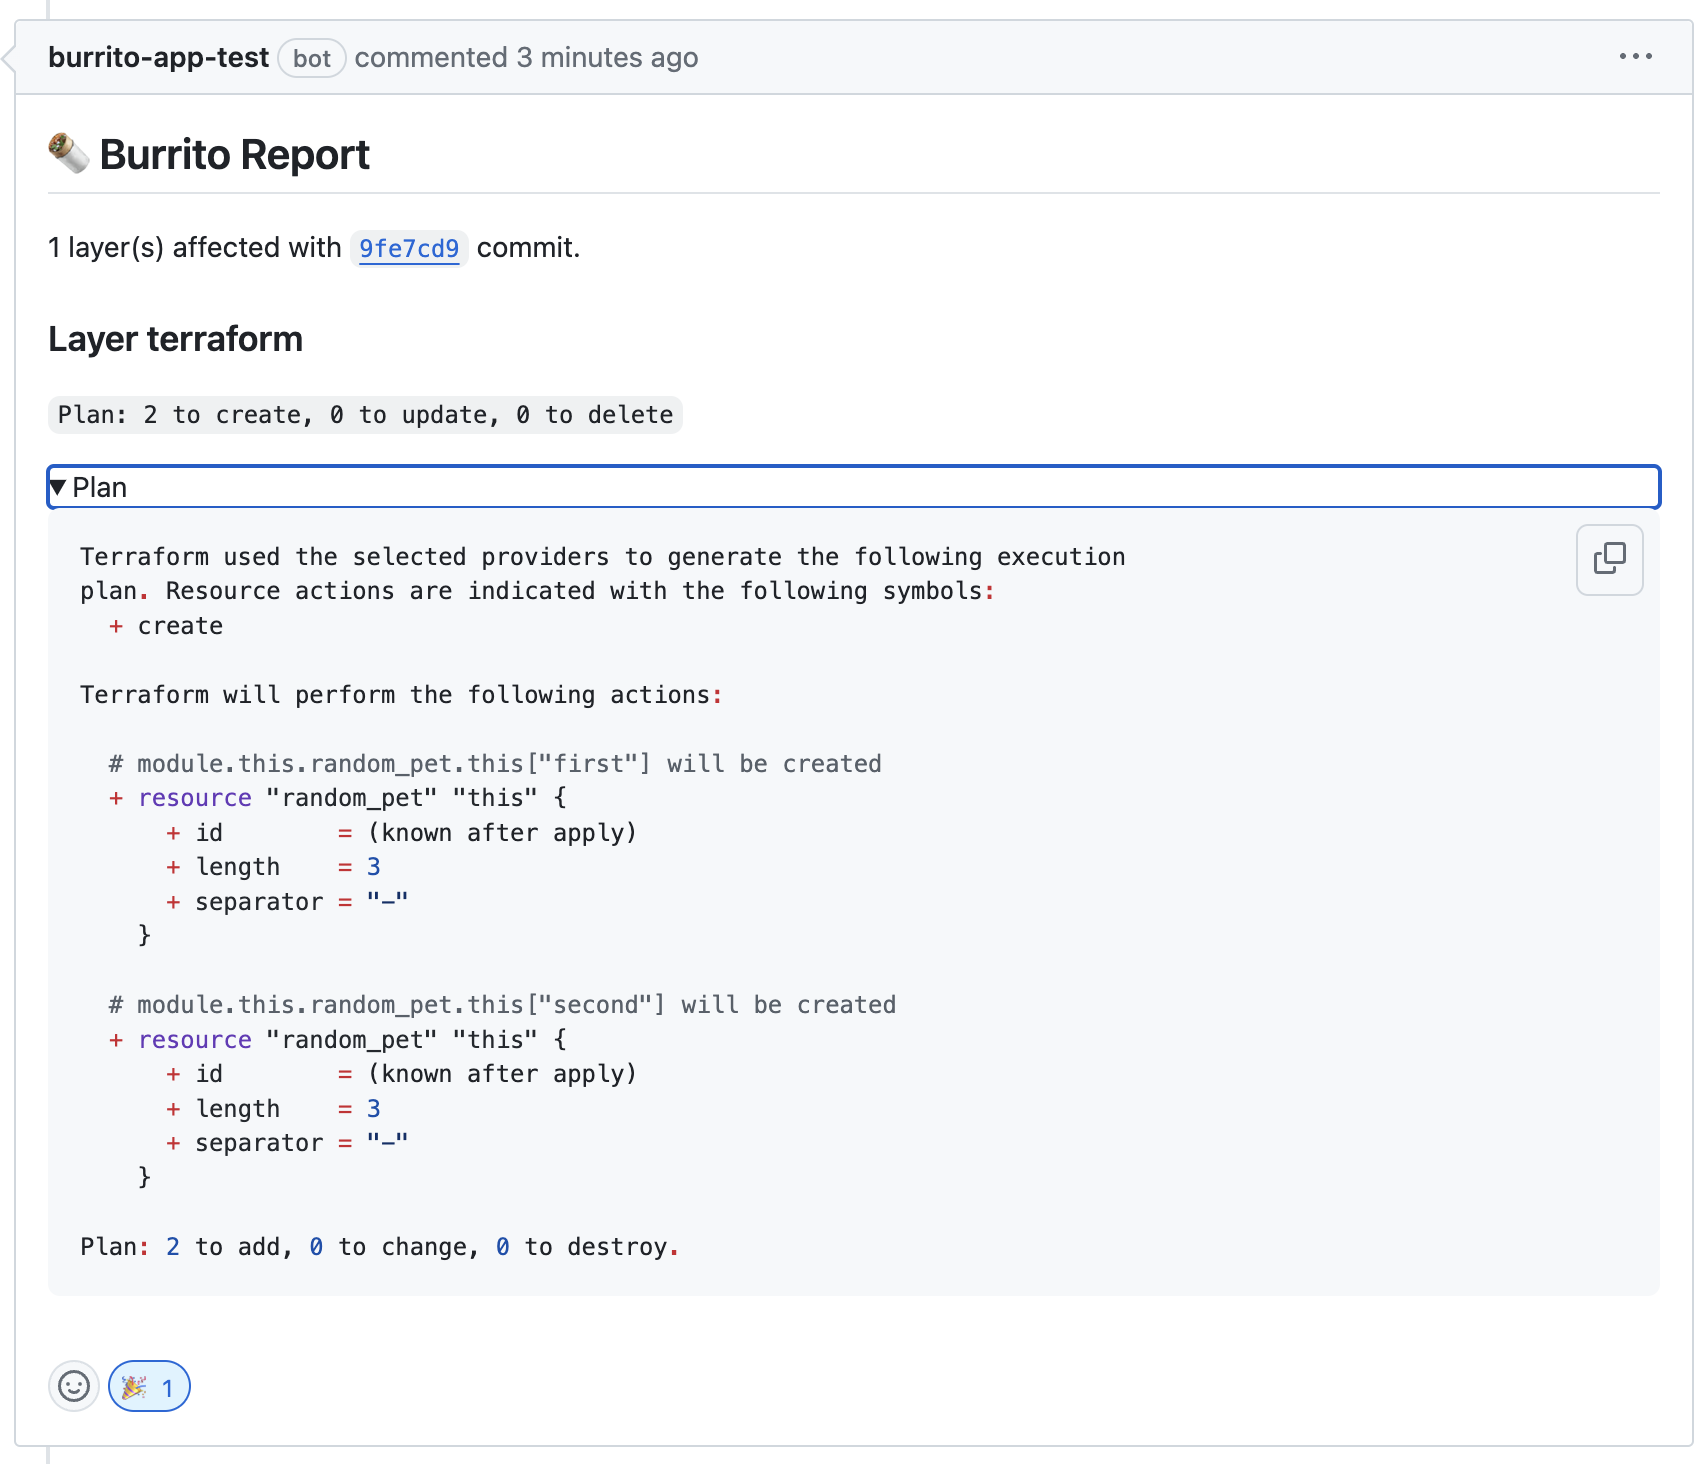 burrito-app-test bot commented 3 minutes ago
Burrito Report
1 layer(s) affected with 9fe7cd9 commit.
Layer terraform
Plan: 2 to create, 0 to update, 0 to delete
Plan
Terraform used the selected providers to generate the following execution
plan. Resource actions are indicated with the following symbols:
  + create
Terraform will perform the following actions:
  # module.this.random_pet.this["first"] will be created
  + resource "random_pet" "this" {
      + id        = (known after apply)
      + length    = 3
      + separator = "-"
    }
  # module.this.random_pet.this["second"] will be created
  + resource "random_pet" "this" {
      + id        = (known after apply)
      + length    = 3
      + separator = "-"
    }
Plan: 2 to add, 0 to change, 0 to destroy.
1